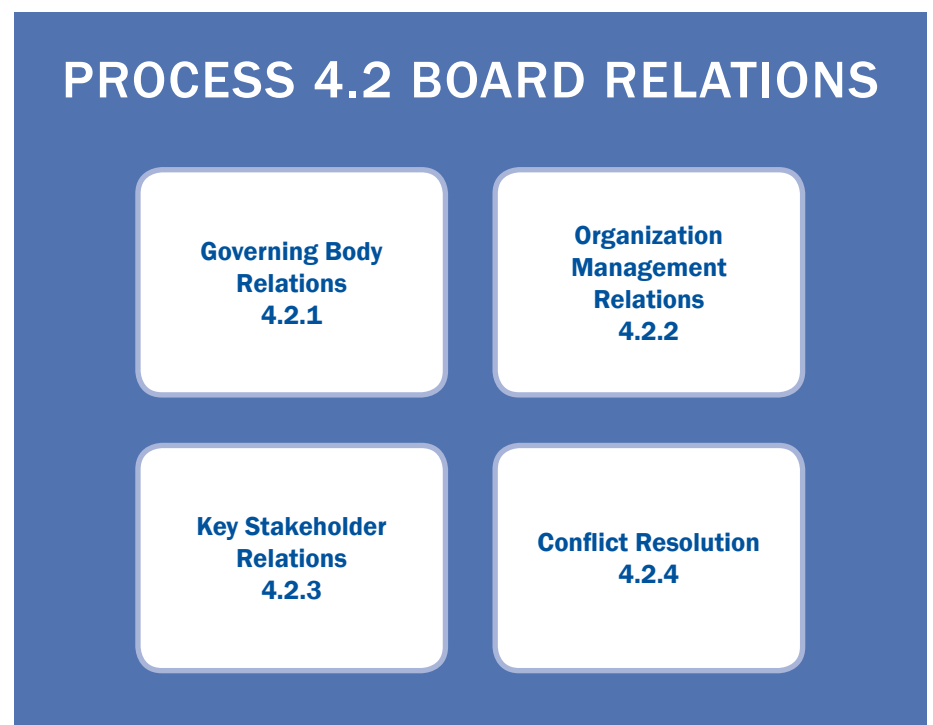 PROCESS 4.2 BOARD RELATIONS
Governing Body
Relations
4.2.1
Organization
Management
Relations
4.2.2
Key Stakeholder
Relations
4.2.3
Conflict Resolution
4.2.4